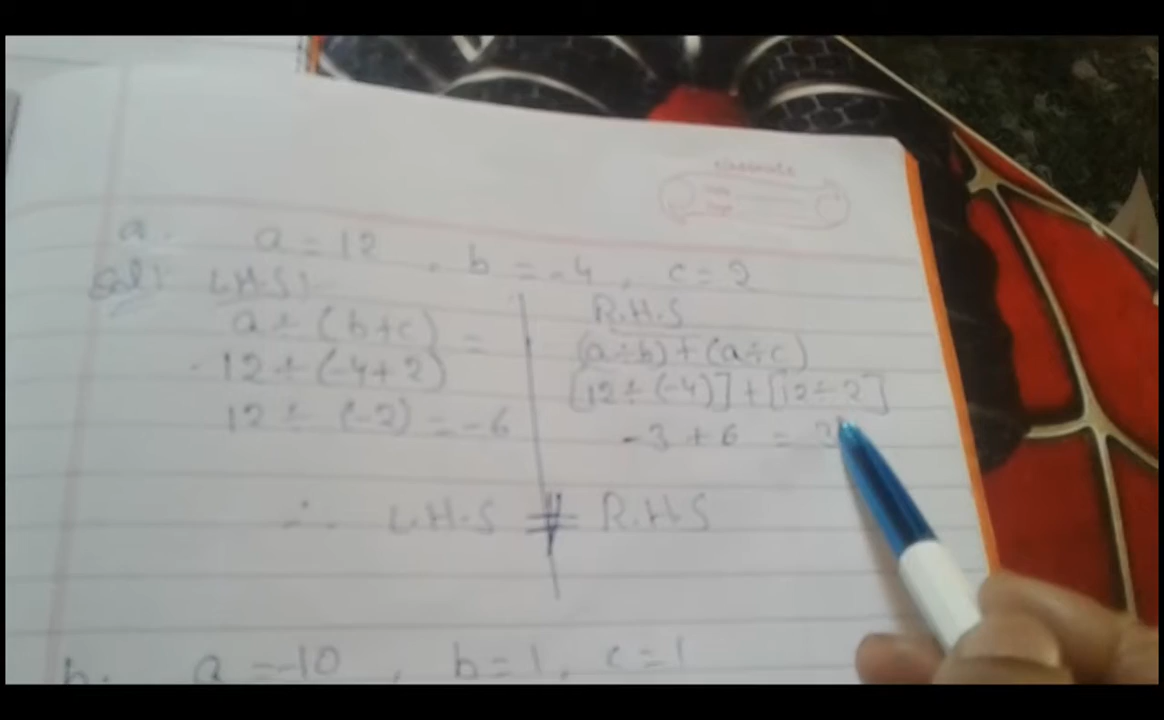 a. a = 12 , b = -4 , c = 2
Sol: L.H.S:
a ÷ (b+c) =
12 ÷ (-4+2)
12 ÷ (-2) = -6
R.H.S
(a÷b) + (a÷c)
[12 ÷ (-4)] + [12 ÷ 2]
-3 + 6 = 3
∴ L.H.S ≠ R.H.S
b. a = -10 , b = 1 , c = 1